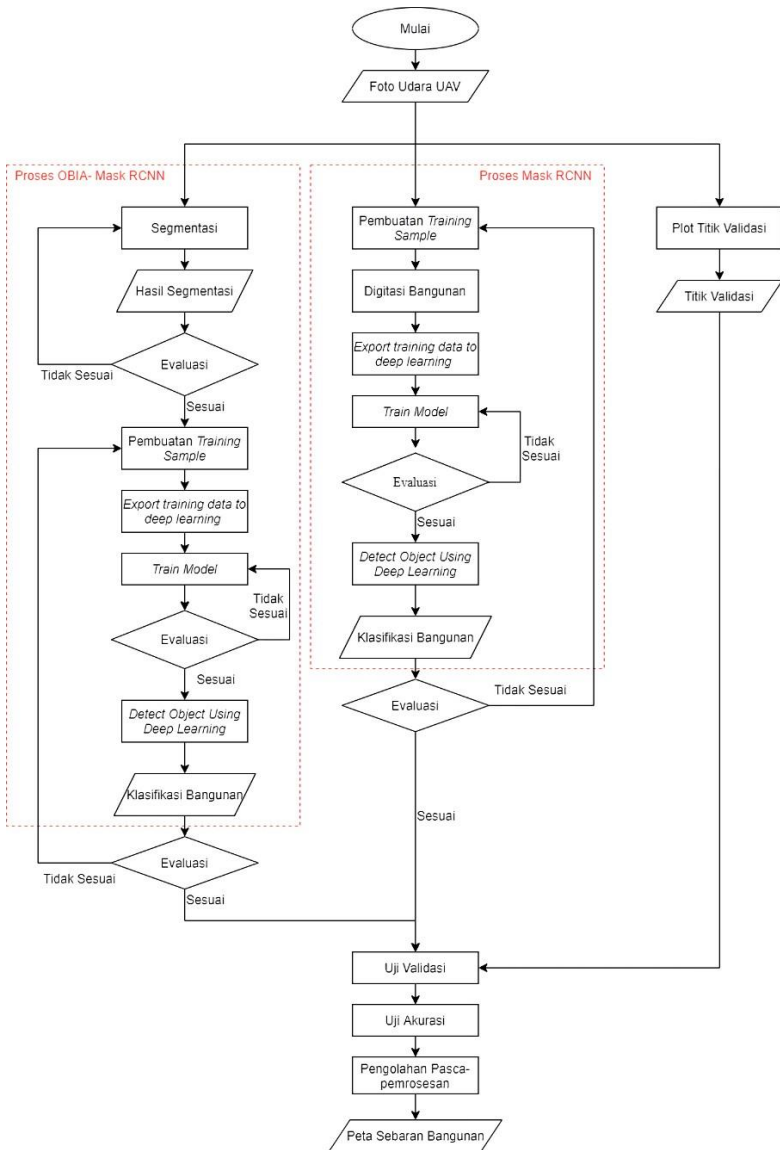 Mulai
Foto Udara UAV
Proses OBIA- Mask RCNN
Segmentasi
Hasil Segmentasi
Evaluasi
Tidak Sesuai
Sesuai
Pembuatan Training
Sample
Export training data to
deep learning
Train Model
Tidak
Sesuai
Evaluasi
Sesuai
Detect Object Using
Deep Learning
Klasifikasi Bangunan
Evaluasi
Tidak Sesuai
Sesuai
Proses Mask RCNN
Pembuatan Training
Sample
Digitasi Bangunan
Export training data to
deep learning
Train Model
Tidak
Sesuai
Evaluasi
Sesuai
Detect Object Using
Deep Learning
Klasifikasi Bangunan
Evaluasi
Tidak Sesuai
Sesuai
Plot Titik Validasi
Titik Validasi
Uji Validasi
Uji Akurasi
Pengolahan Pasca-
pemrosesan
Peta Sebaran Bangunan